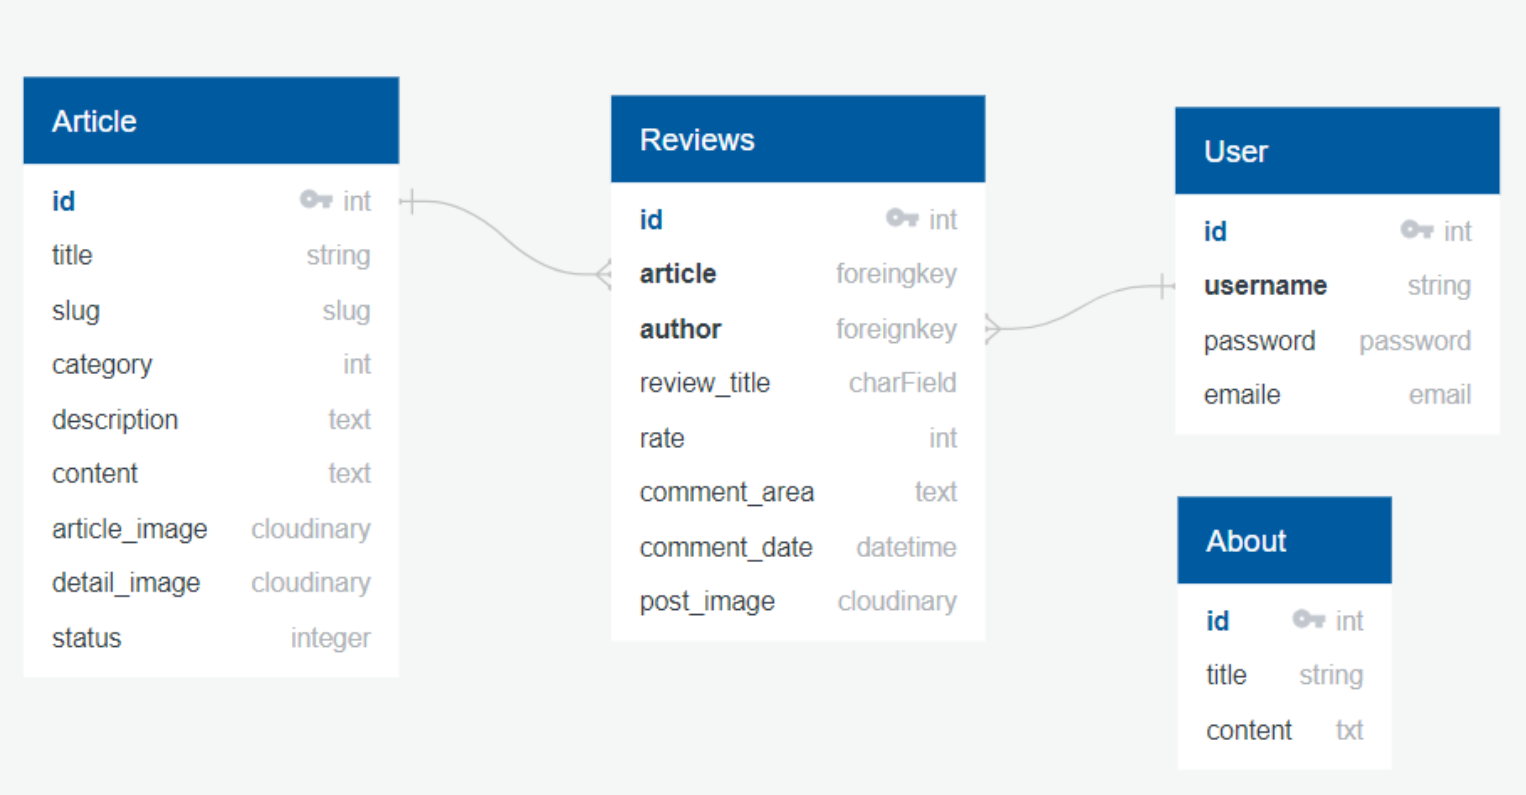 Article
id int
title string
slug slug
category int
description text
content text
article_image cloudinary
detail_image cloudinary
status integer
Reviews
id int
article foreingkey
author foreignkey
review_title charField
rate int
comment_area text
comment_date datetime
post_image cloudinary
User
id int
username string
password password
emaile email
About
id int
title string
content txt